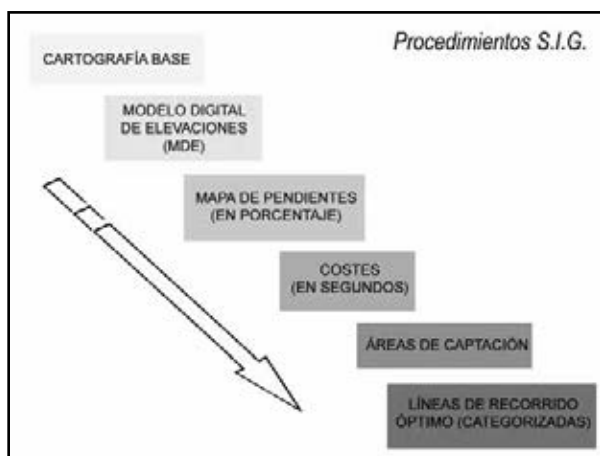 Procedimientos S.I.G.
CARTOGRAFÍA BASE
MODELO DIGITAL
DE ELEVACIONES
(MDE)
MAPA DE PENDIENTES
(EN PORCENTAJE)
COSTES
(EN SEGUNDOS)
ÁREAS DE CAPTACIÓN
LÍNEAS DE RECORRIDO
ÓPTIMO (CATEGORIZADAS)